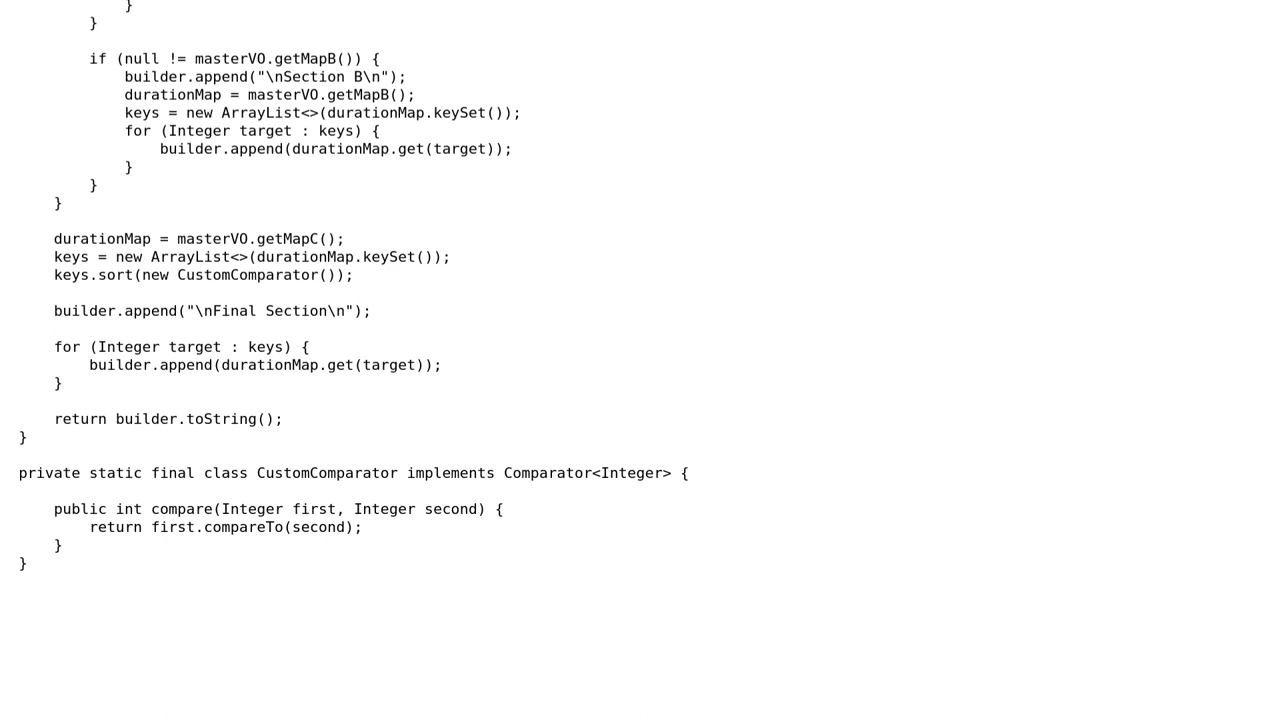 }
        }

        if (null != masterVO.getMapB()) {
            builder.append("\nSection B\n");
            durationMap = masterVO.getMapB();
            keys = new ArrayList<>(durationMap.keySet());
            for (Integer target : keys) {
                builder.append(durationMap.get(target));
            }
        }
    }

    durationMap = masterVO.getMapC();
    keys = new ArrayList<>(durationMap.keySet());
    keys.sort(new CustomComparator());

    builder.append("\nFinal Section\n");

    for (Integer target : keys) {
        builder.append(durationMap.get(target));
    }

    return builder.toString();
}

private static final class CustomComparator implements Comparator<Integer> {

    public int compare(Integer first, Integer second) {
        return first.compareTo(second);
    }
}